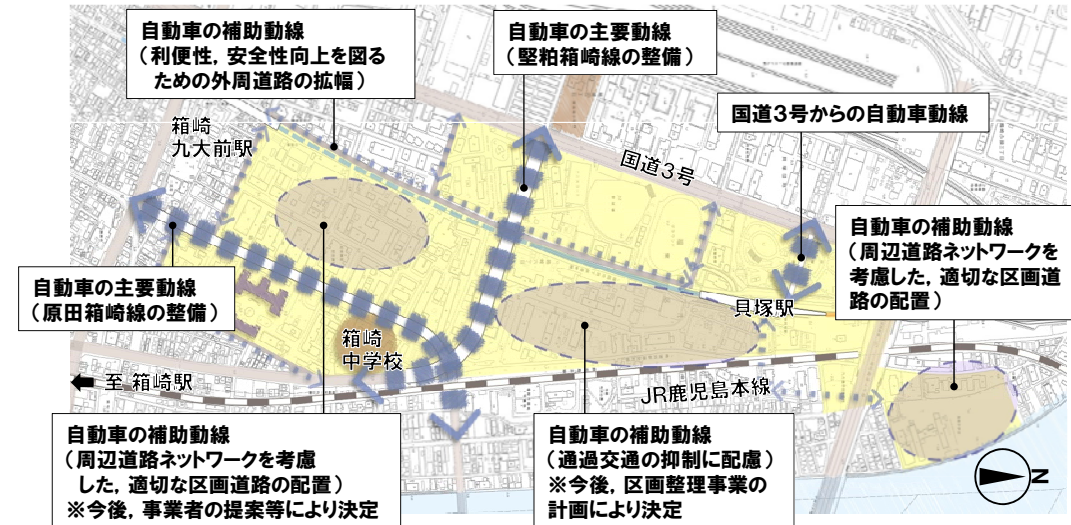 自動車の補助動線
（利便性，安全性向上を図る
ための外周道路の拡幅）
自動車の主要動線
（堅粕箱崎線の整備）
国道３号からの自動車動線
箱崎
九大前駅
国道３号
自動車の補助動線
（周辺道路ネットワークを
考慮した，適切な区画道
路の配置）
自動車の主要動線
（原田箱崎線の整備）
貝塚駅
箱崎
中学校
至 箱崎駅
JR鹿児島本線
自動車の補助動線
（周辺道路ネットワークを考慮
した，適切な区画道路の配置）
※今後，事業者の提案等により決定
自動車の補助動線
（通過交通の抑制に配慮）
※今後，区画整理事業の
計画により決定
N